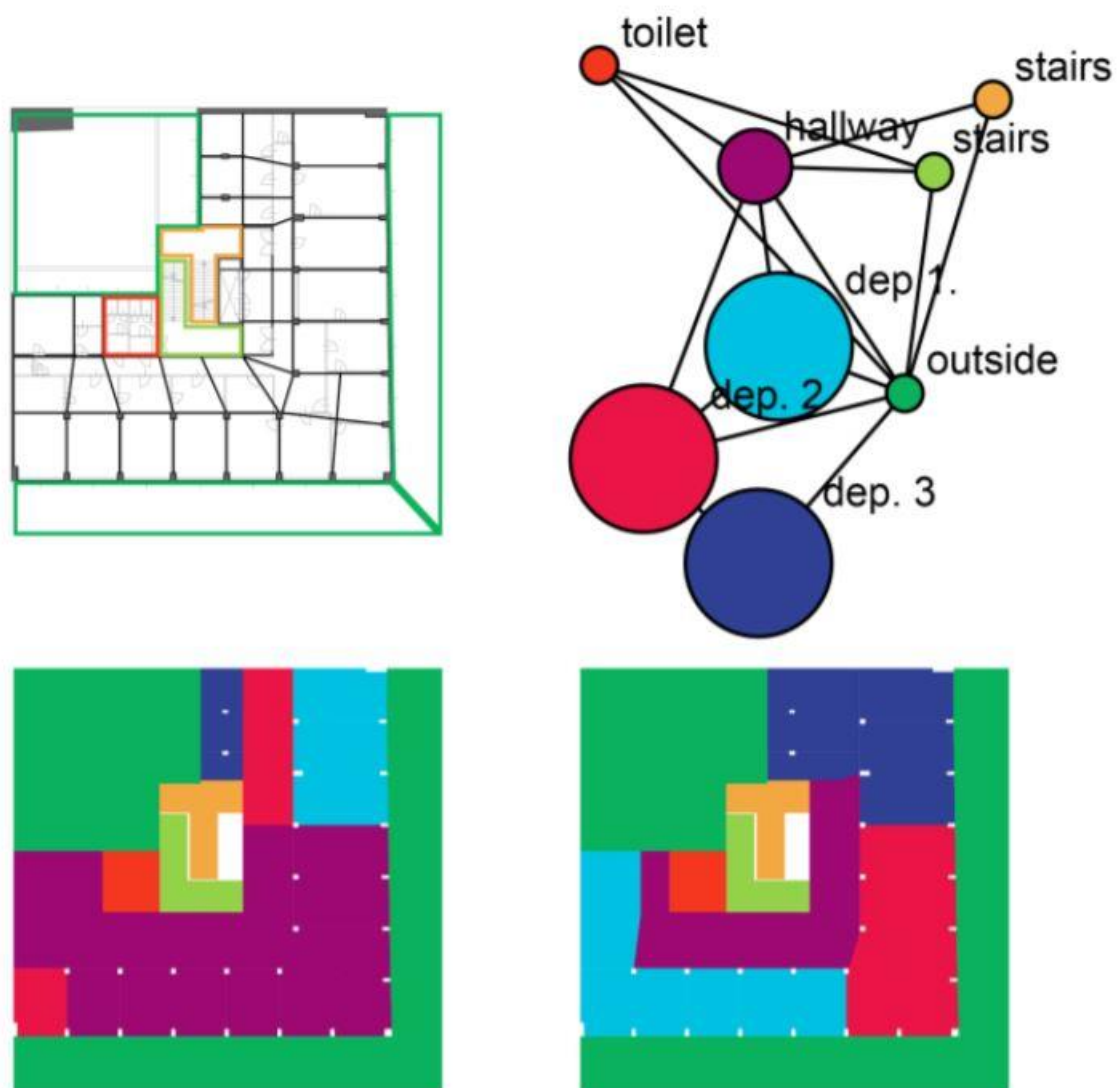 toilet
stairs
hallway
stairs
dep 1.
outside
dep. 2
dep. 3